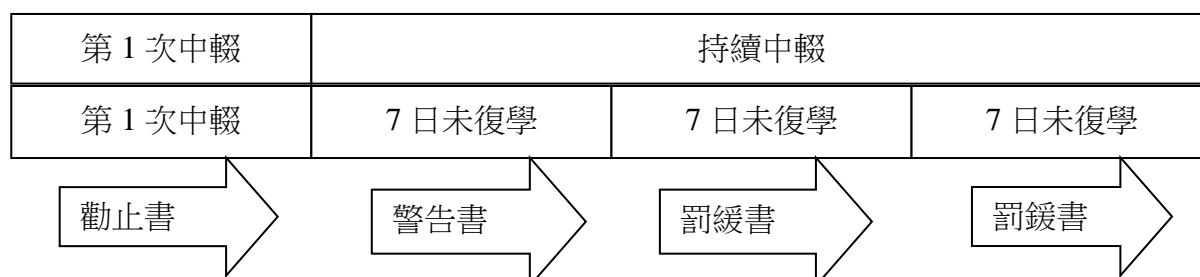 第 1 次中輟 持續中輟
第 1 次中輟 7 日未復學 7 日未復學 7 日未復學
勸止書 警告書 罰緩書 罰鍰書